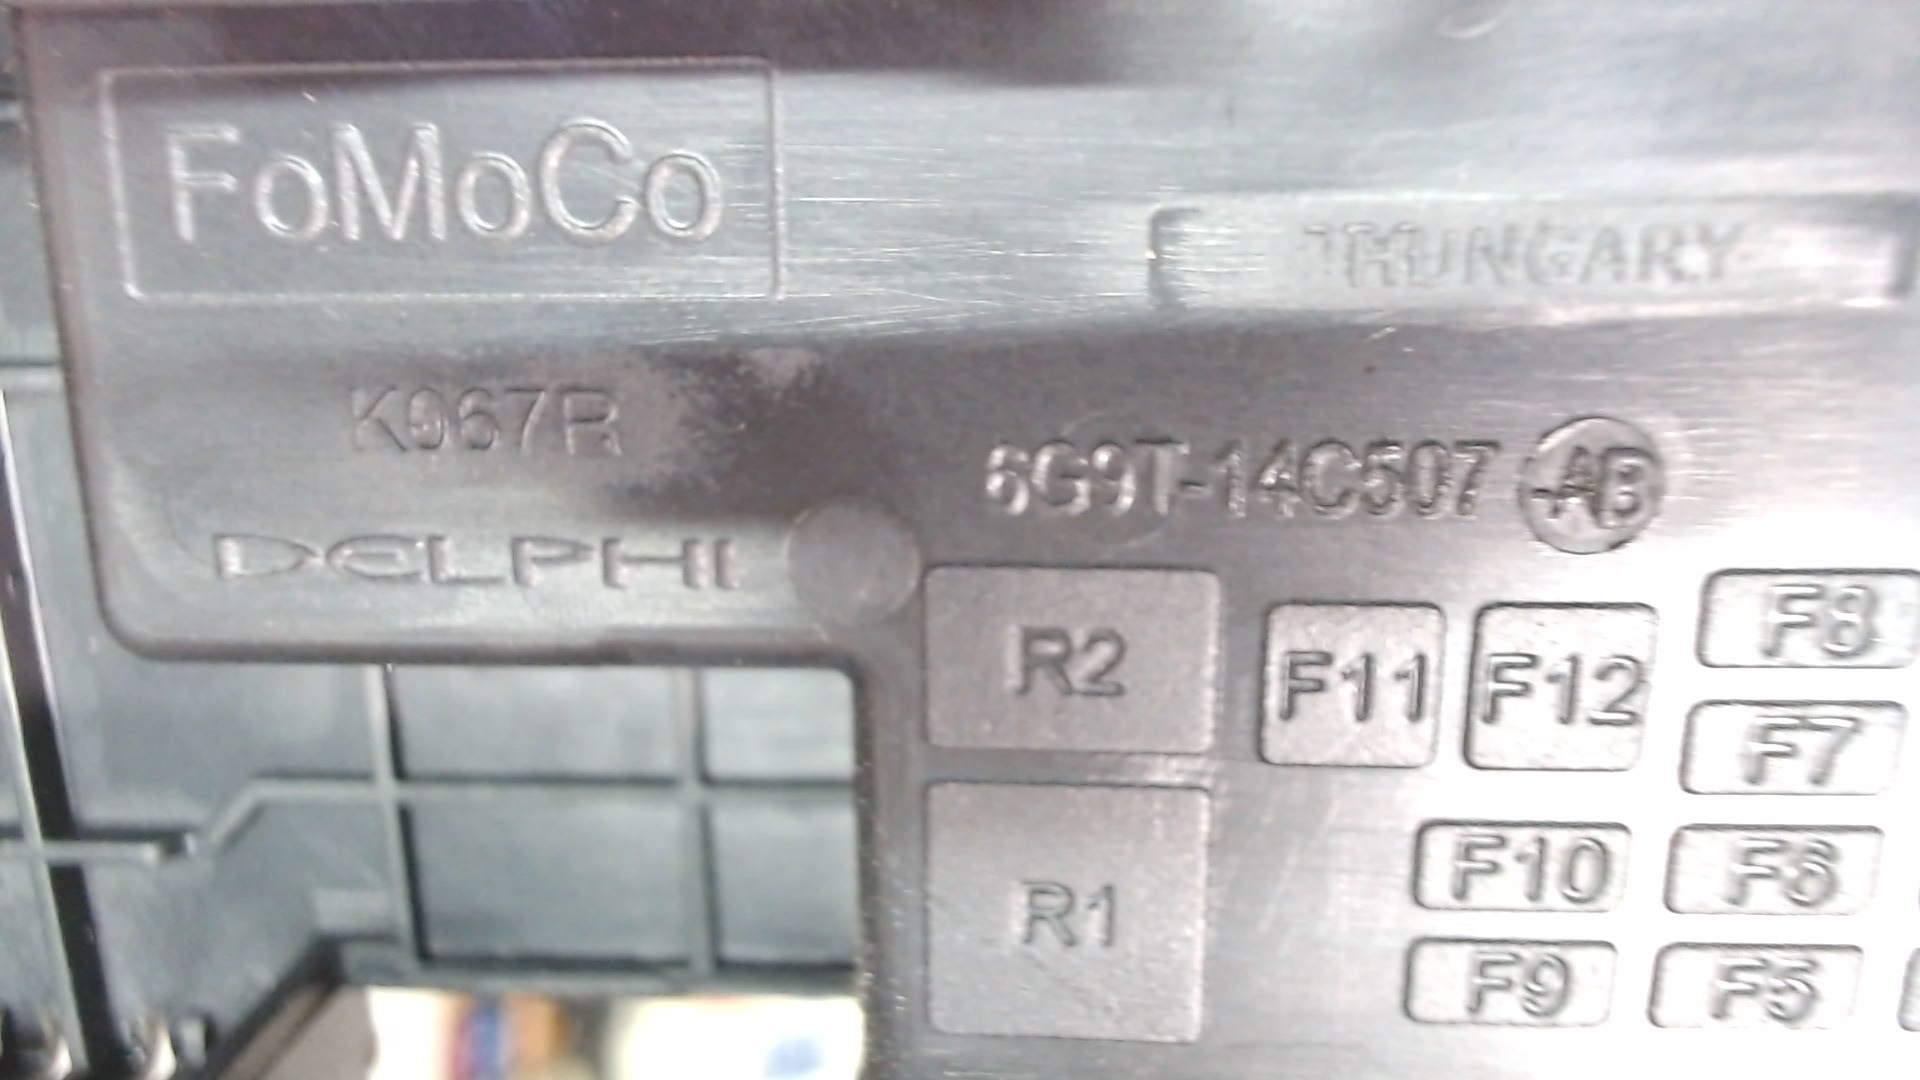 FoMoCo
HUNGARY
K067R
6G9T-14C507-AB
DELPHI
R2 F11 F12 F8
F7
R1 F10 F6
F9 F5